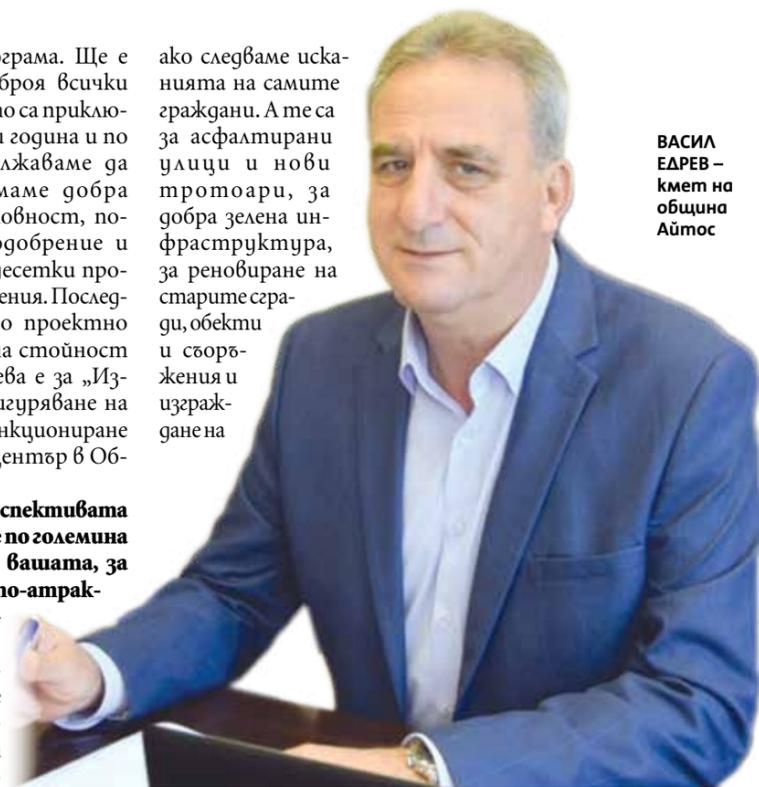 ограма. Ще е
броя всички
о са приклю-
година и по
лжаваме да
маме добра
овност, по-
одобрение и
десетки про-
ения. Послед-
о проектно
на стойност
ева е за „Из-
игуряване на
нкциониране
център в Об-
спективата
по големина
вашата, за
по-атрак-
ако следваме иска-
нията на самите
граждани. А те са
за асфалтирани
улици и нови
тротоари, за
добра зелена ин-
фраструктура,
за реновиране на
старите сгра-
ди, обекти
и съоръ-
жения и
изграж-
дане на
ВАСИЛ
ЕДРЕВ –
кмет на
община
Айтос